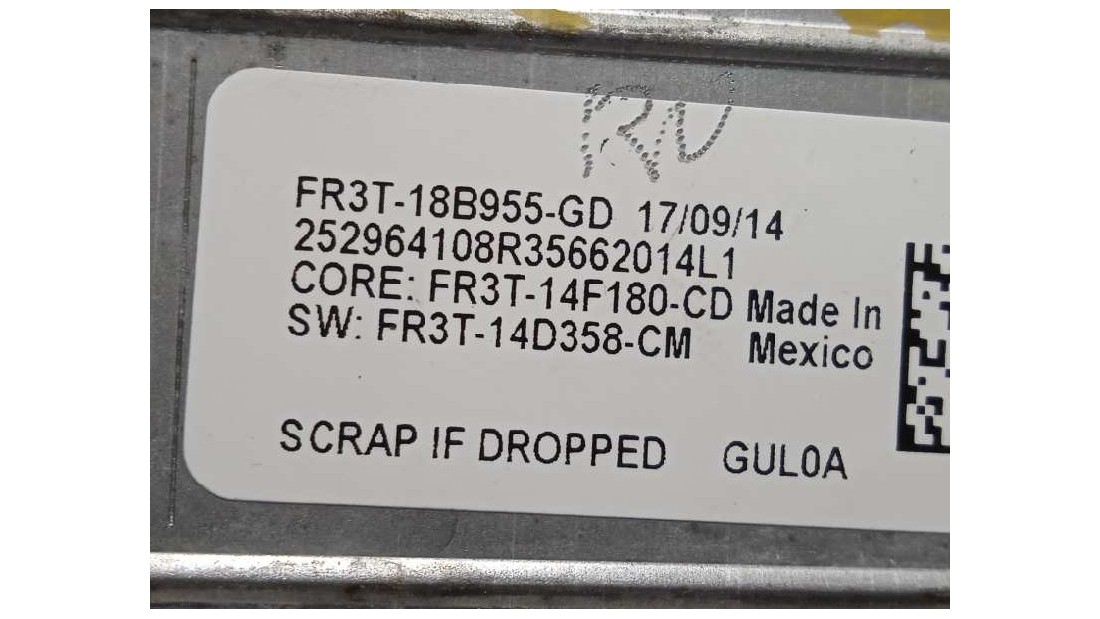 RN
FR3T-18B955-GD 17/09/14
252964108R35662014L1
CORE: FR3T-14F180-CD Made In
SW: FR3T-14D358-CM Mexico
SCRAP IF DROPPED GUL0A